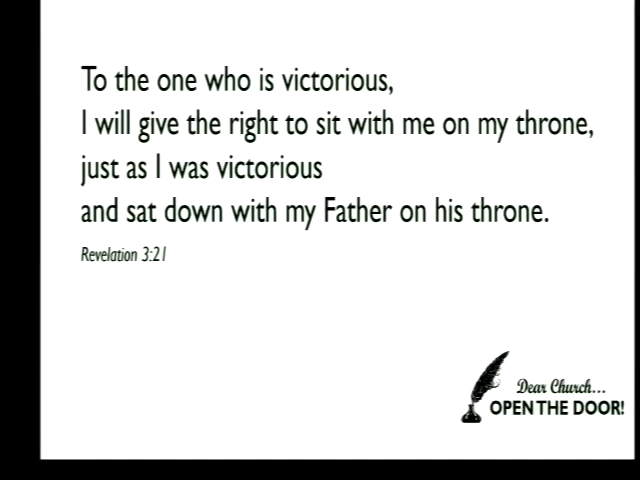 To the one who is victorious,
I will give the right to sit with me on my throne,
just as I was victorious
and sat down with my Father on his throne.
Revelation 3:21
Dear Church...
OPEN THE DOOR!